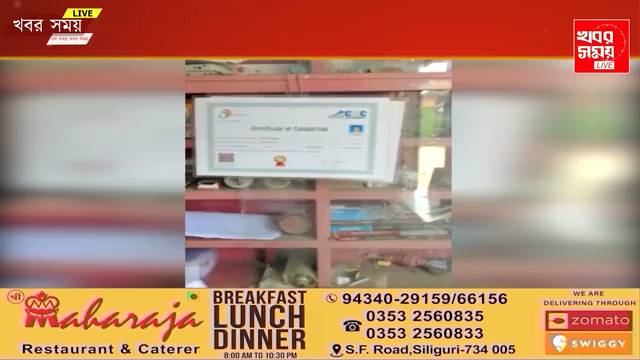 LIVE
খবর সময়
খবর
সময়
LIVE
Certificate of Completion
শ্রী
Maharaja
Restaurant & Caterer
BREAKFAST
LUNCH
DINNER
8:00 AM TO 10:30 PM
94340-29159/66156
0353 2560835
0353 2560833
S.F. Road,Siliguri-734 005
WE ARE
DELIVERING THROUGH
zomato
SWIGGY